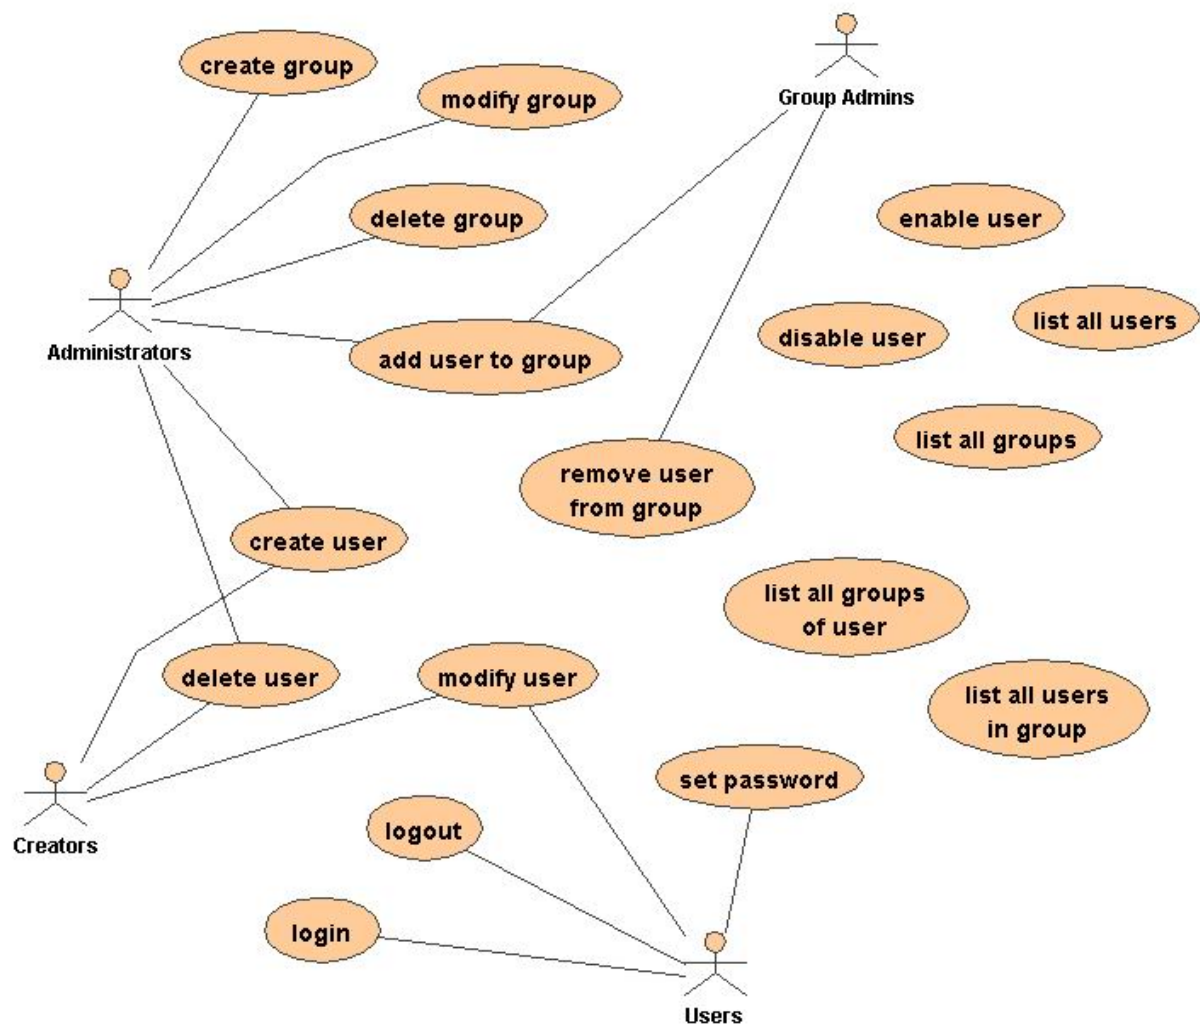 create group
modify group
Group Admins
delete group
enable user
list all users
disable user
Administrators
add user to group
list all groups
remove user
from group
create user
list all groups
of user
delete user
modify user
list all users
in group
set password
logout
Creators
login
Users